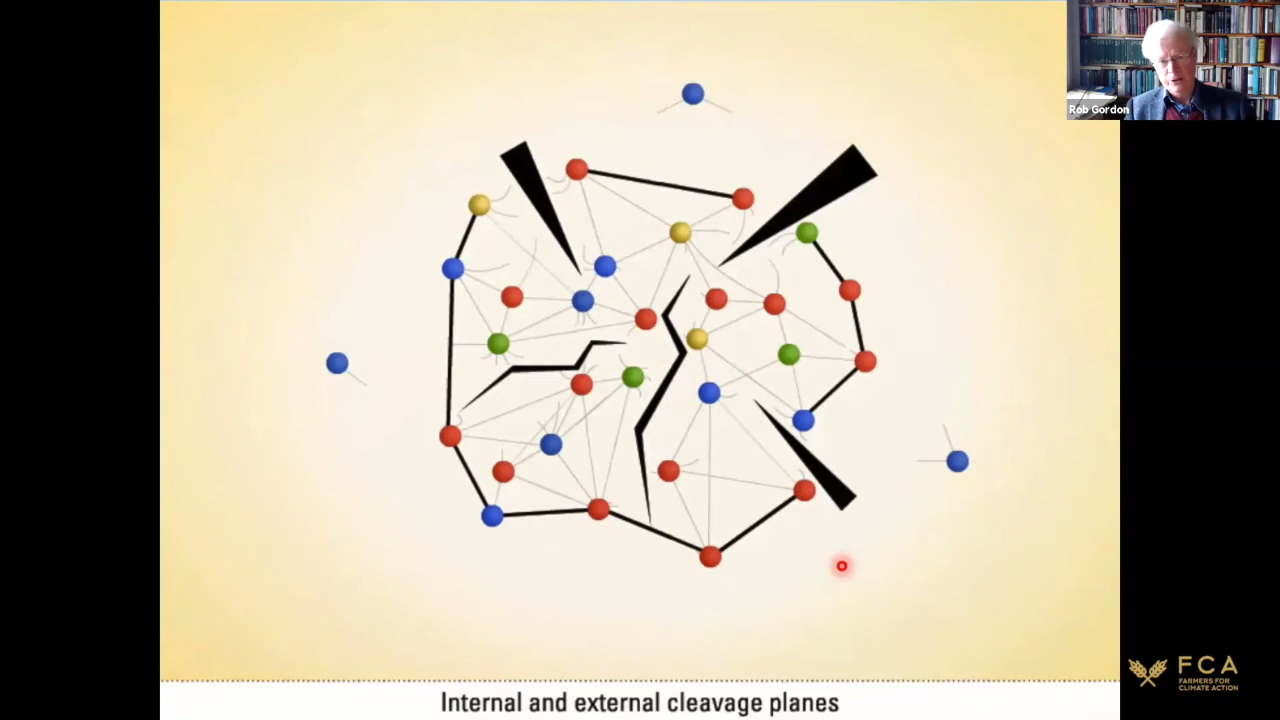 Rob Gordon
Internal and external cleavage planes
FCA
FARMERS FOR
CLIMATE ACTION